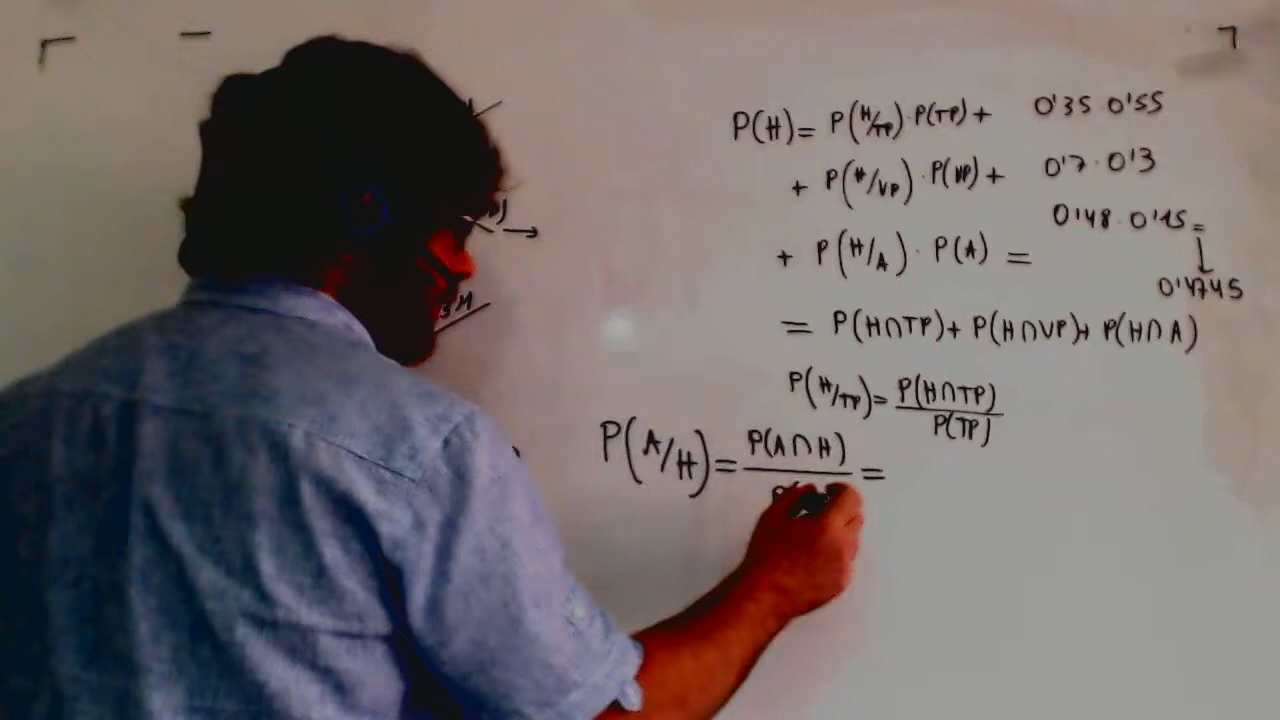 P(H)= P(H/TP)·P(TP)+ 0'35 0'55
+ P(H/VP)·P(VP)+ 0'7·0'3
0'48·0'15=
+ P(H/A)·P(A)=
0'4745
= P(H∩TP)+P(H∩VP)+P(H∩A)
P(H/TP)=P(H∩TP)/P(TP)
P(A/H)=P(A∩H)/ =